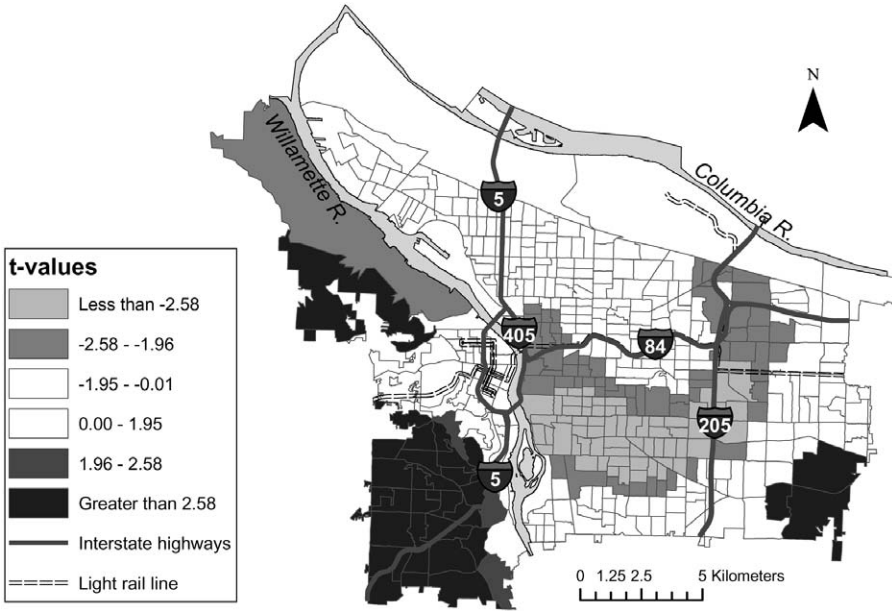 N
Willamette R.
5
Columbia R.
t-values
Less than -2.58
-2.58 - -1.96
-1.95 - -0.01
0.00 - 1.95
1.96 - 2.58
Greater than 2.58
Interstate highways
Light rail line
405
84
205
5
0 1.25 2.5 5 Kilometers